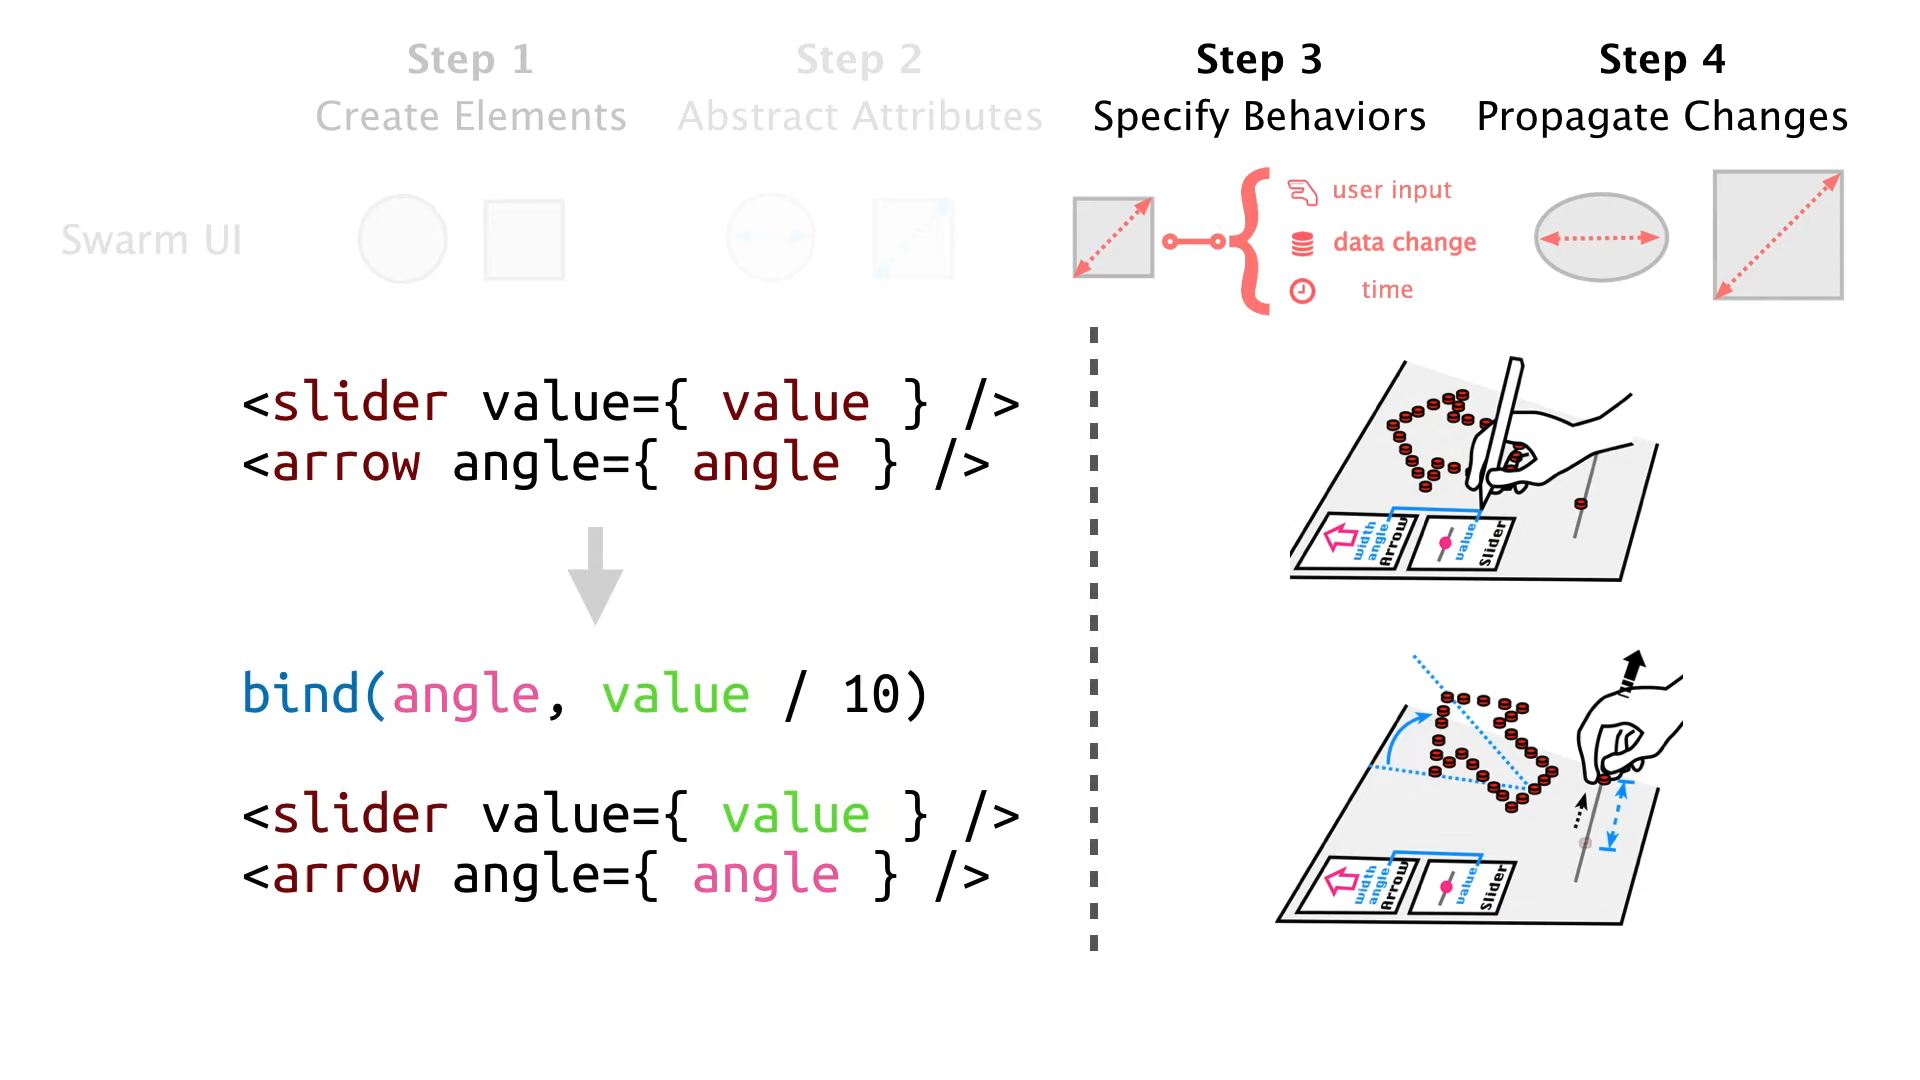 Step 1
Create Elements
Step 2
Abstract Attributes
Step 3
Specify Behaviors
Step 4
Propagate Changes
Swarm UI
user input
data change
time
<slider value={ value } />
<arrow angle={ angle } />
bind(angle, value / 10)
<slider value={ value } />
<arrow angle={ angle } />
width
angle
Arrow
value
Slider
width
angle
Arrow
value
Slider